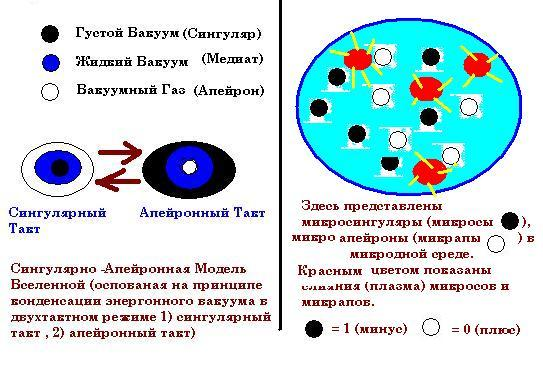 Густой Вакуум (Сингуляр)
Жидкий Вакуум (Медиат)
Вакуумный Газ (Апейрон)
Сингулярный Такт
Апейронный Такт
Сингулярно -Апейронная Модель
Вселенной (оспованая на принципе
конденсации энергонного вакуума в
двухтактном режиме 1) сингулярный
такт , 2) апейронный такт)
Здесь представлены
микросингуляры (микросы ),
микро апейроны (микрапы ) в
микродной среде.
Красным цветом показаны
слияния (плазма) микросов и
микрапов.
= 1 (минус) = 0 (плюс)